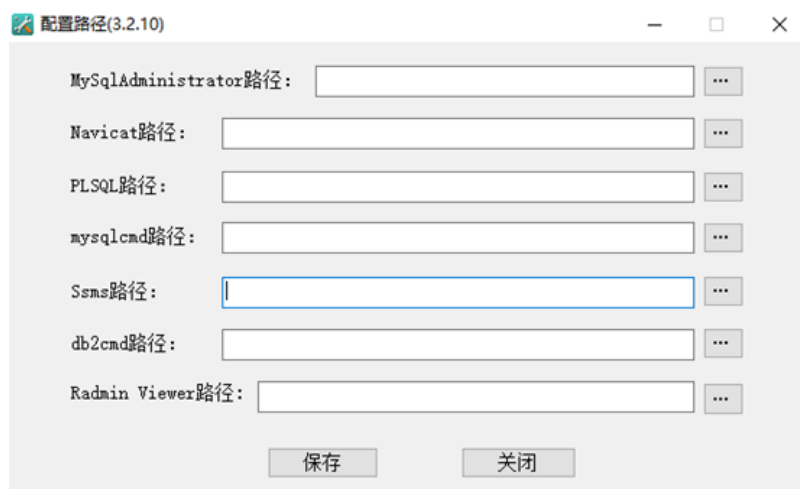 配置路径(3.2.10)
MySqlAdministrator路径: ...
Navicat路径: ...
PLSQL路径: ...
mysqlcmd路径: ...
Ssms路径: ...
db2cmd路径: ...
Radmin Viewer路径: ...
保存 关闭